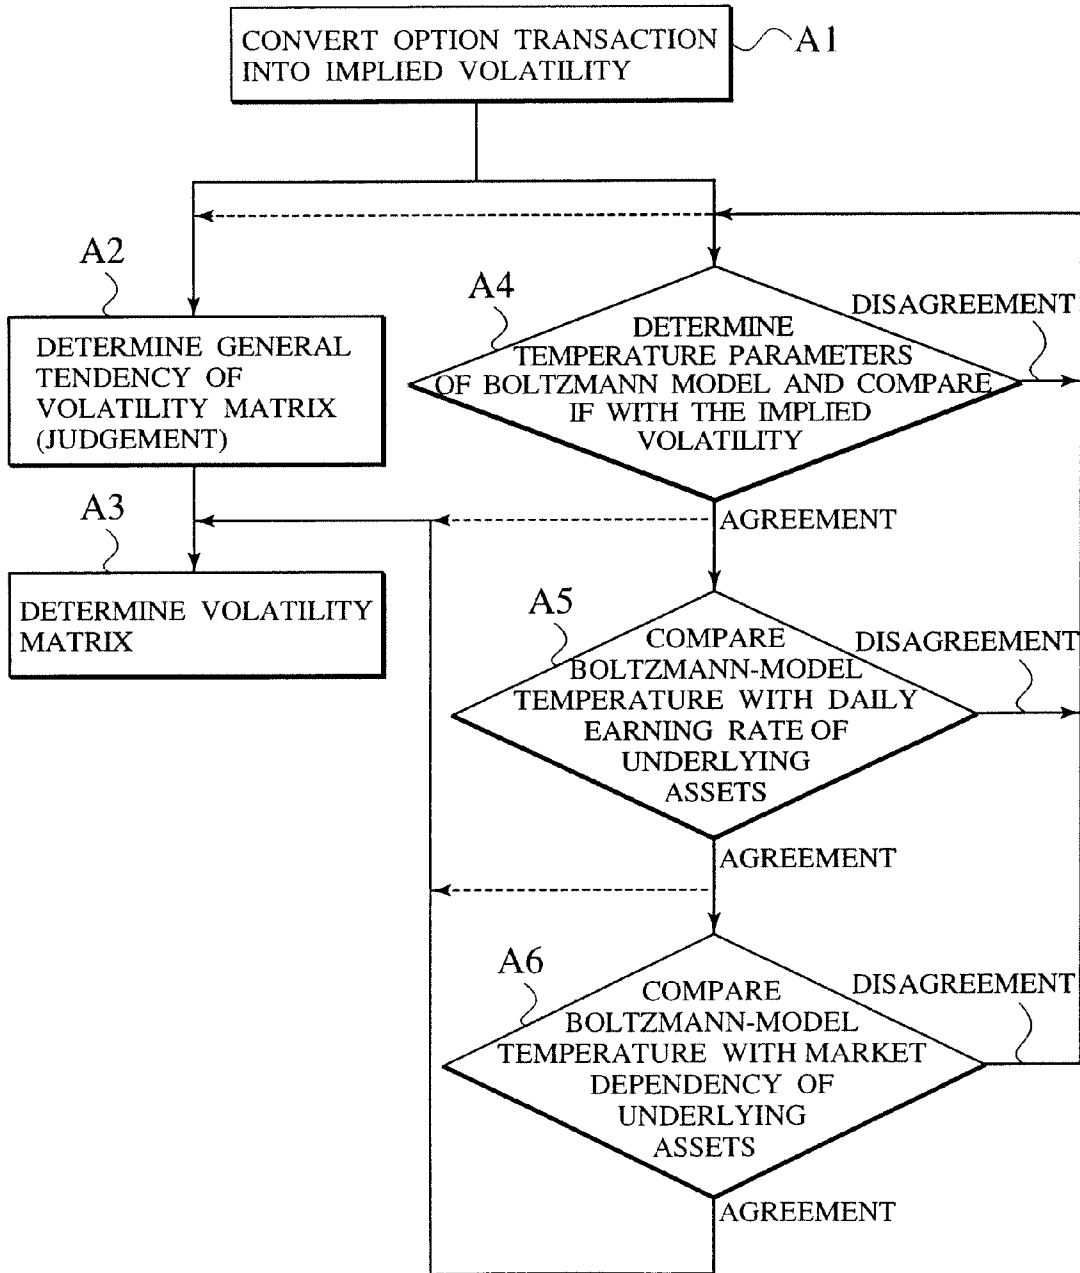 CONVERT OPTION TRANSACTION
INTO IMPLIED VOLATILITY
A1
A2
DETERMINE GENERAL
TENDENCY OF
VOLATILITY MATRIX
(JUDGEMENT)
A3
DETERMINE VOLATILITY
MATRIX
A4
DISAGREEMENT
DETERMINE
TEMPERATURE PARAMETERS
OF BOLTZMANN MODEL AND COMPARE
IF WITH THE IMPLIED
VOLATILITY
AGREEMENT
A5
DISAGREEMENT
COMPARE
BOLTZMANN-MODEL
TEMPERATURE WITH DAILY
EARNING RATE OF
UNDERLYING
ASSETS
AGREEMENT
A6
DISAGREEMENT
COMPARE
BOLTZMANN-MODEL
TEMPERATURE WITH MARKET
DEPENDENCY OF
UNDERLYING
ASSETS
AGREEMENT